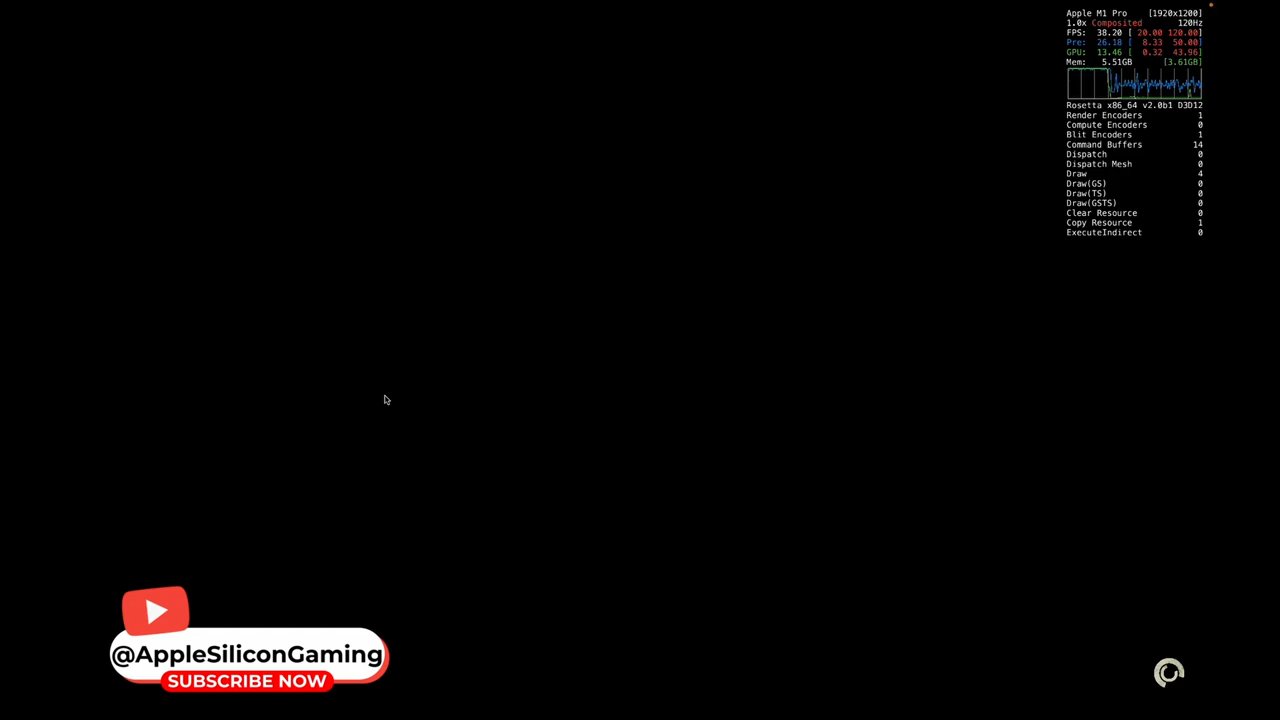 Apple M1 Pro [1920x1200]
1.0x Composited 120Hz
FPS: 38.20 [ 20.00 120.00]
Pre: 26.18 [ 8.33 50.00]
GPU: 13.46 [ 0.32 43.96]
Mem: 5.51GB [3.61GB]
Rosetta x86_64 v2.0b1 D3D12
Render Encoders 1
Compute Encoders 0
Blit Encoders 1
Command Buffers 14
Dispatch 0
Dispatch Mesh 0
Draw 4
Draw(GS) 0
Draw(TS) 0
Draw(GSTS) 0
Clear Resource 0
Copy Resource 1
ExecuteIndirect 0
@AppleSiliconGaming
SUBSCRIBE NOW